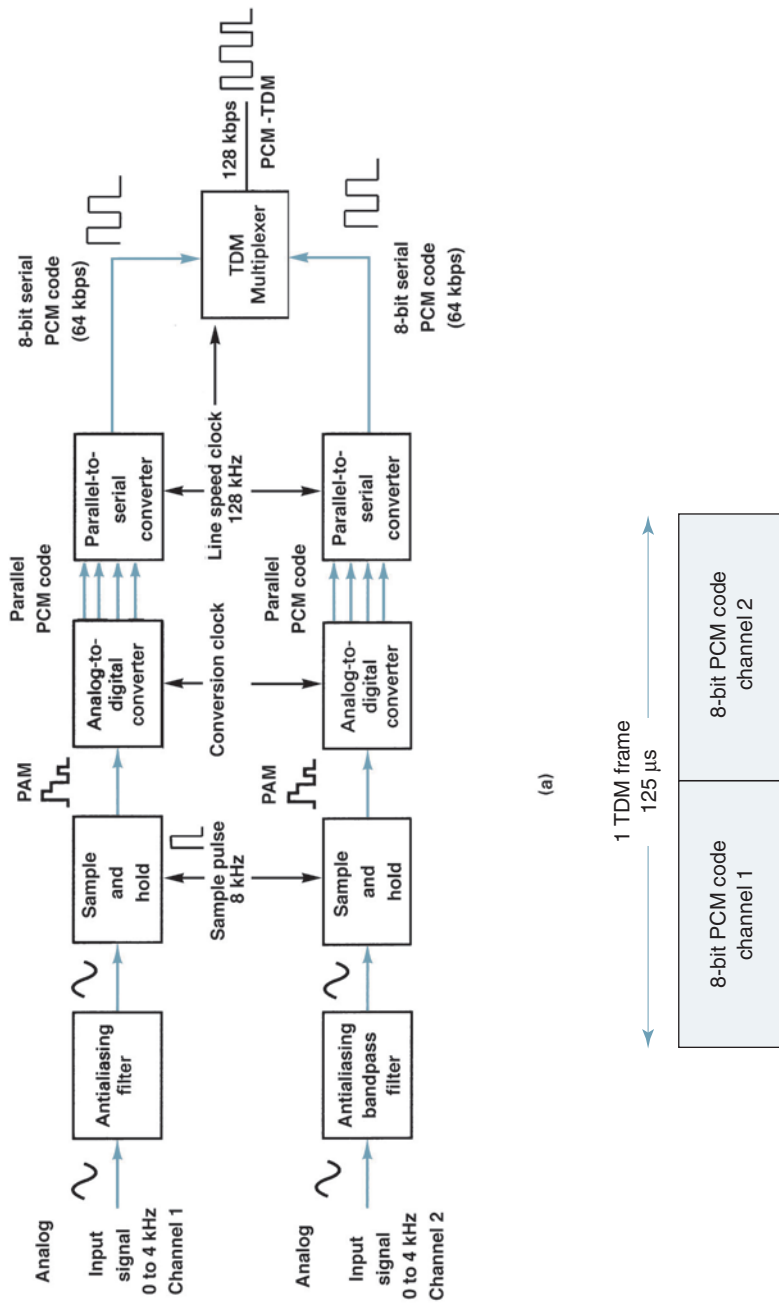 Analog
Input
signal
0 to 4 kHz
Channel 1
Antialiasing
filter
Sample
and
hold
PAM
Analog-to-
digital
converter
Parallel
PCM code
Parallel-to-
serial
converter
8-bit serial
PCM code
(64 kbps)
Sample pulse
8 kHz
Conversion clock
Line speed clock
128 kHz
TDM
Multiplexer
128 kbps
PCM -TDM
Analog
Input
signal
0 to 4 kHz
Channel 2
Antialiasing
bandpass
filter
Sample
and
hold
PAM
Analog-to-
digital
converter
Parallel
PCM code
Parallel-to-
serial
converter
8-bit serial
PCM code
(64 kbps)
(a)
1 TDM frame
125 μs
8-bit PCM code
channel 1
8-bit PCM code
channel 2